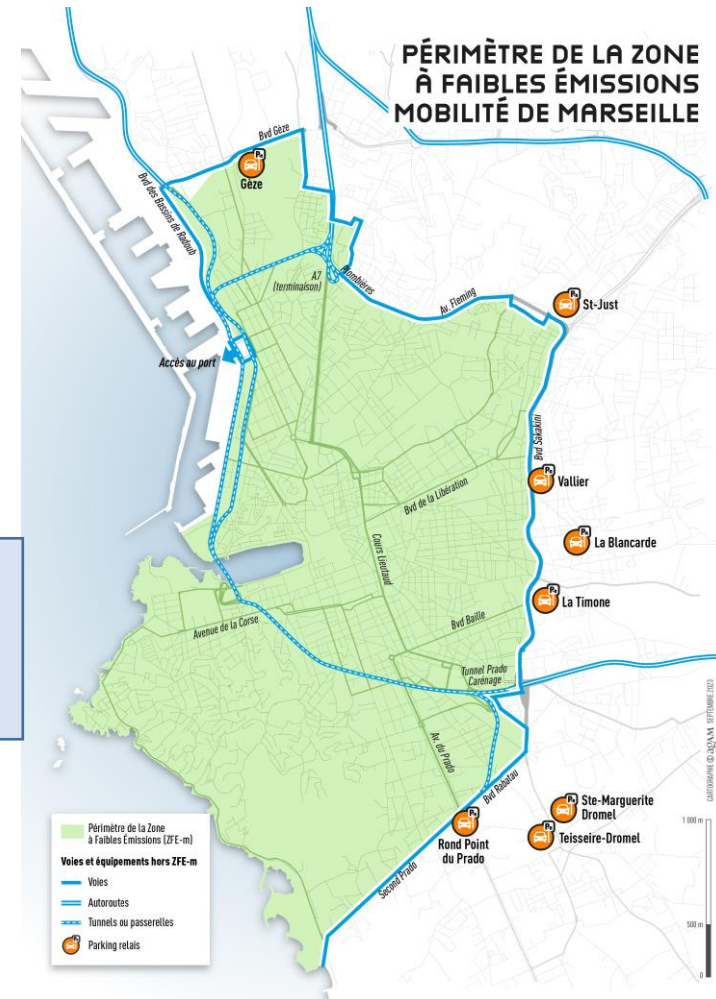 PÉRIMÈTRE DE LA ZONE
À FAIBLES ÉMISSIONS
MOBILITÉ DE MARSEILLE
Bvd Gèze
P+R
Gèze
Bvd des Bassins de Radoub
A7
(terminaison)
Plombières
Av. Fleming
P+R
St-Just
Accès au port
Bvd Sakakini
P+R
Vallier
Bvd de la Libération
P+R
La Blancarde
Cours Lieutaud
P+R
La Timone
Avenue de la Corse
Bvd Baille
Tunnel Prado
Carénage
Av. du Prado
Bvd Rabatau
P+R
Ste-Marguerite
Dromel
P+R
Teisseire-Dromel
P+R
Rond Point
du Prado
Second Prado
Périmètre de la Zone
à Faibles Émissions (ZFE-m)
Voies et équipements hors ZFE-m
Voies
Autoroutes
Tunnels ou passerelles
Parking relais
1 000 m
500 m
0
CARTOGRAPHIE © agAM SEPTEMBRE 2023